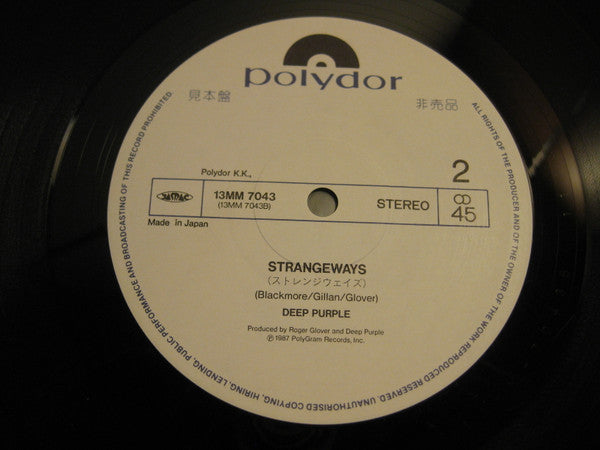 polydor
見本盤
非売品
Polydor K.K.,
2
JASRAC
13MM 7043
(13MM 7043B)
STEREO
45
Made in Japan
STRANGEWAYS
(ストレンジウェイズ)
(Blackmore/Gillan/Glover)
DEEP PURPLE
Produced by Roger Glover and Deep Purple
Ⓟ1987 PolyGram Records, Inc.
ALL RIGHTS OF THE PRODUCER AND OF THE OWNER OF THE WORK REPRODUCED RESERVED. UNAUTHORISED COPYING, HIRING, LENDING, PUBLIC PERFORMANCE AND BROADCASTING OF THIS RECORD PROHIBITED.